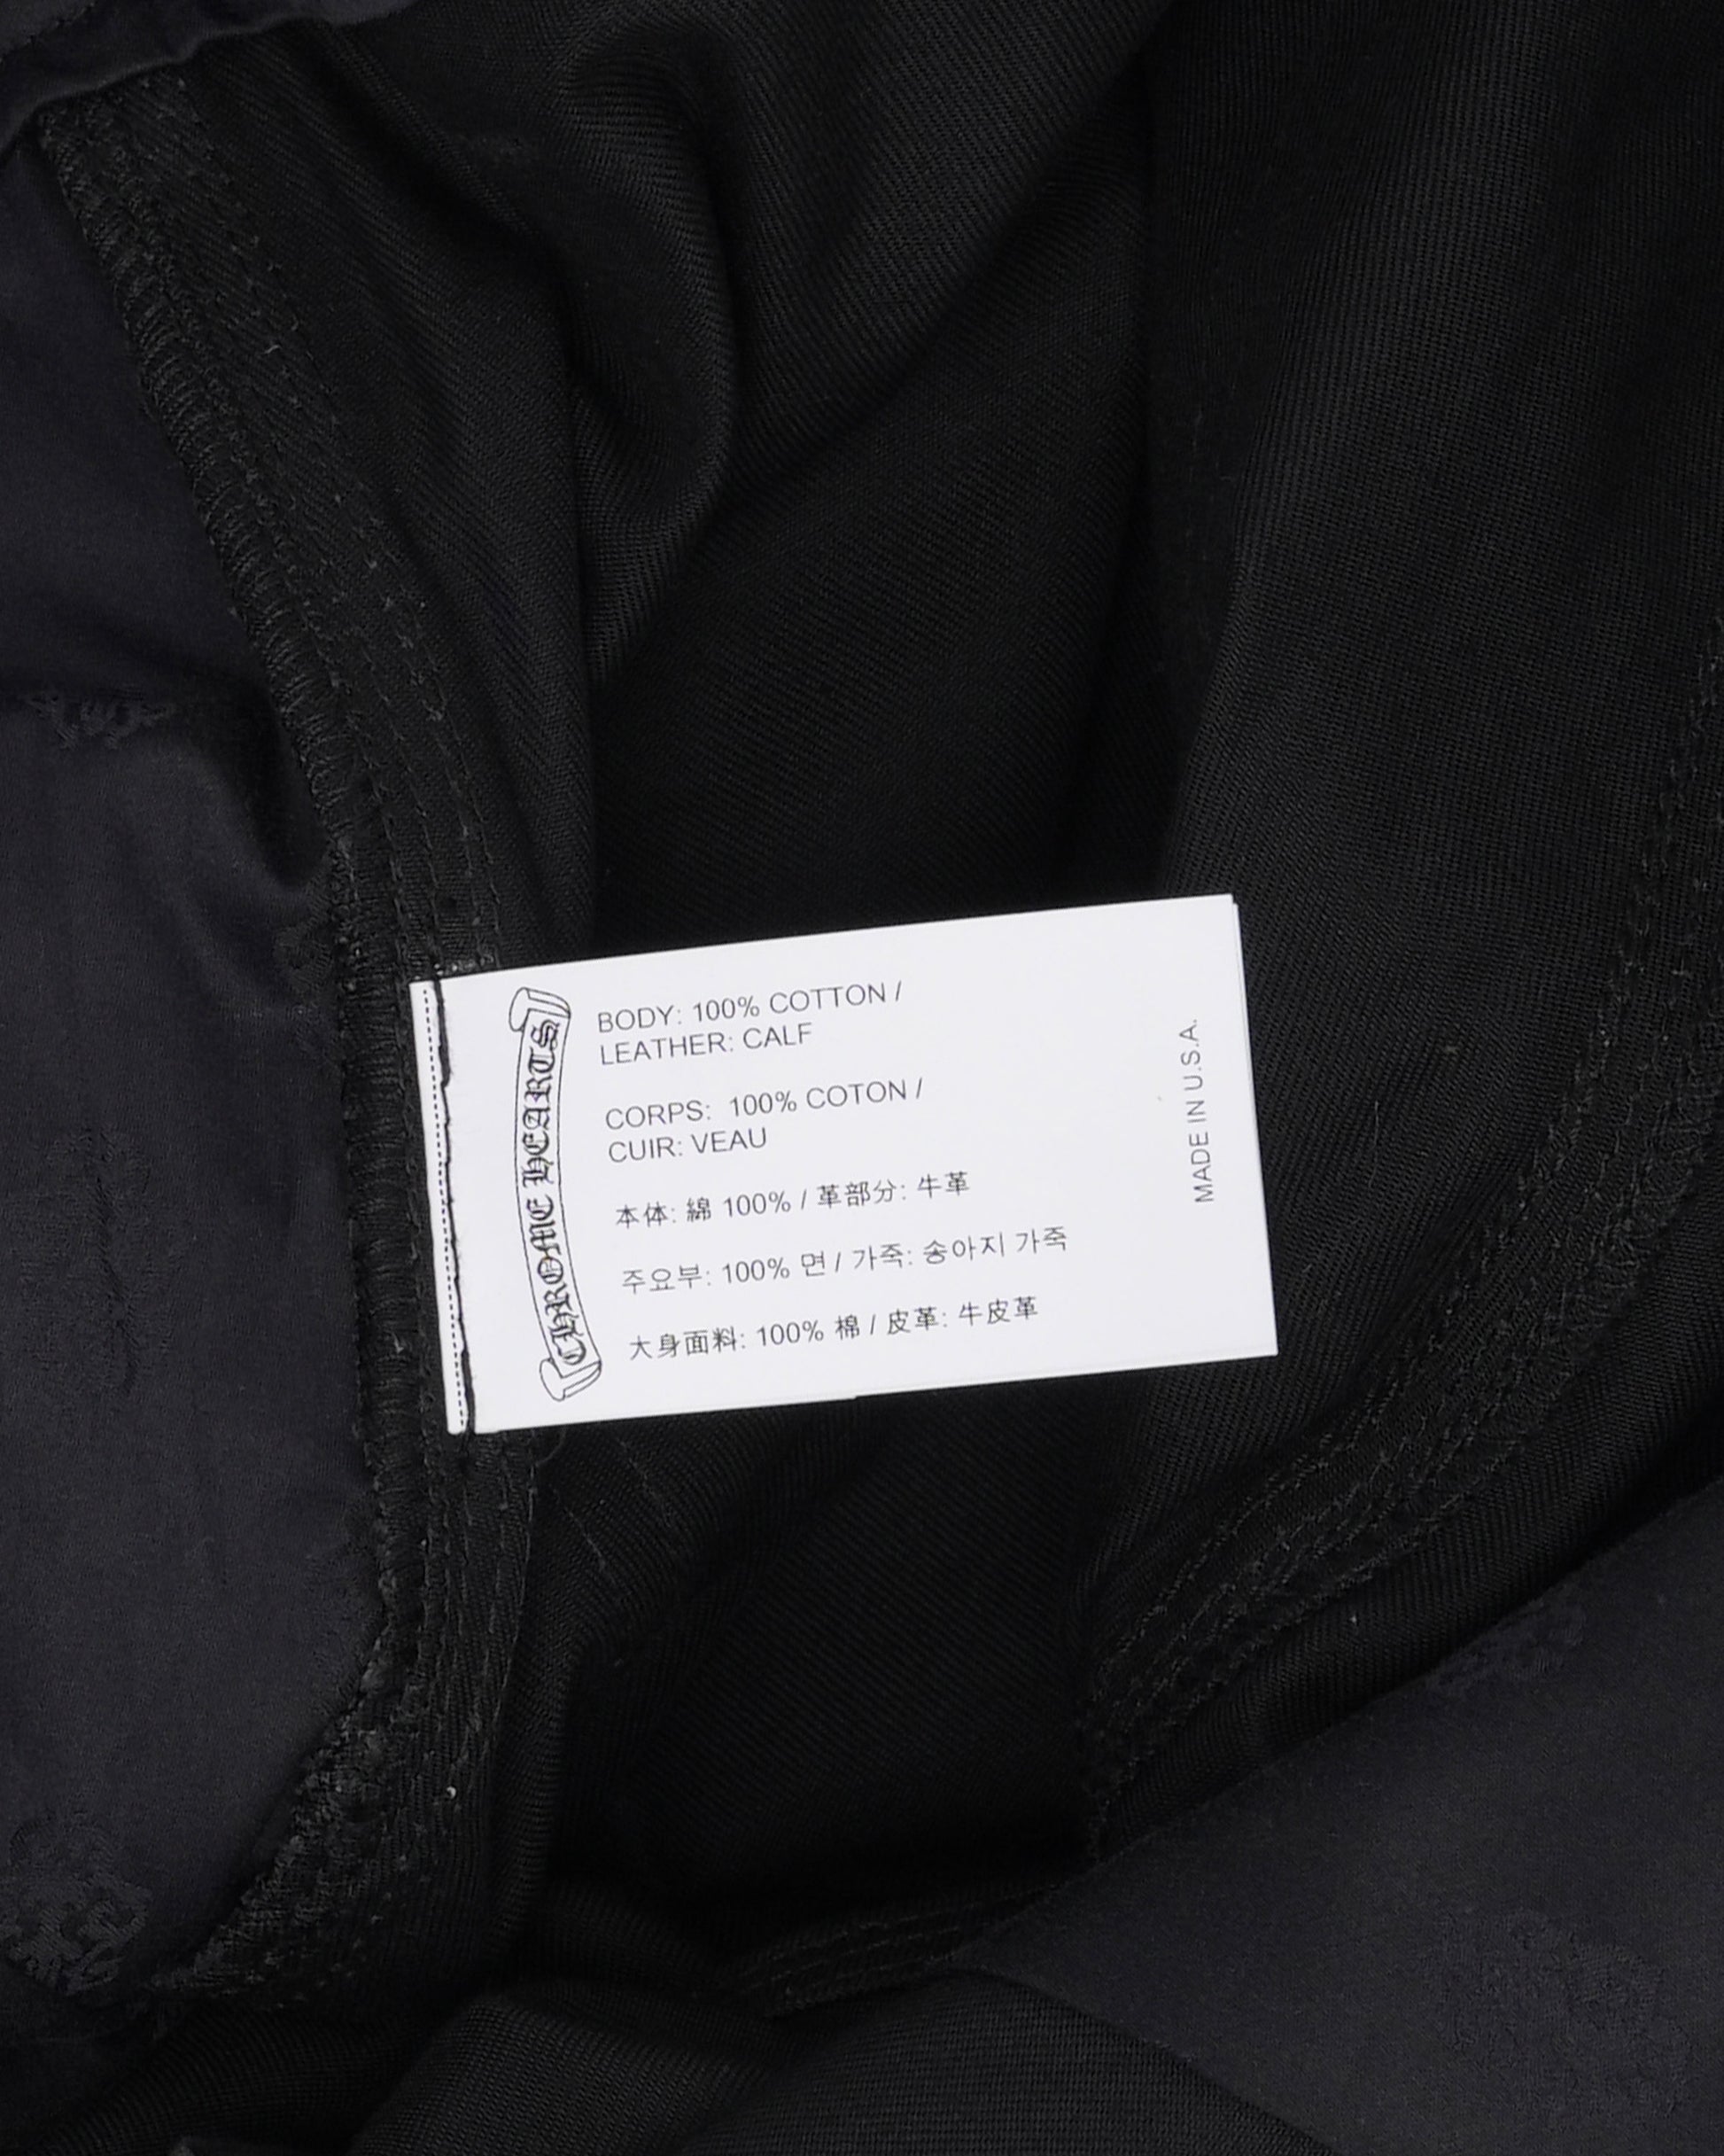 CHROME HEARTS
BODY: 100% COTTON /
LEATHER: CALF
CORPS: 100% COTON /
CUIR: VEAU
本体: 綿 100% / 革部分: 牛革
주요부: 100% 면 / 가죽: 송아지 가죽
大身面料: 100% 棉 / 皮革: 牛皮革
MADE IN U.S.A.